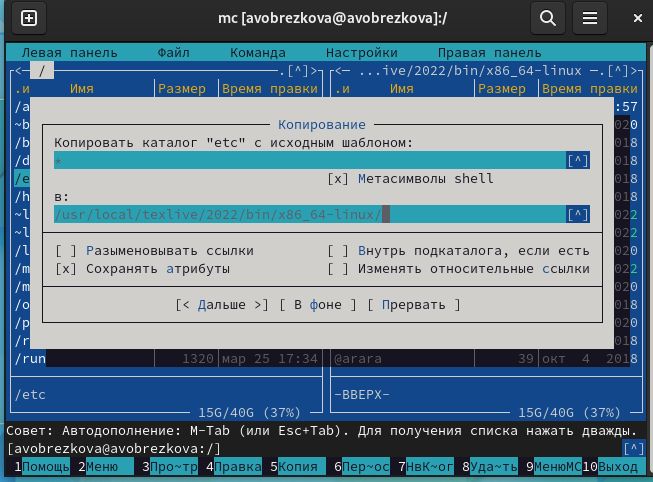 mc [avobrezkova@avobrezkova]:/
Левая панель Файл Команда Настройки Правая панель
<— / .[^]> <— ...ive/2022/bin/x86_64-linux —.[^]>
.и Имя Размер Время правки .и Имя Размер Время правки
/a :57
~b 020
/b 018
/d 018
/e 018
/h 018
~l 022
~l 022
/l 018
/m 022
/m 018
/o 018
/p 020
/r 018
Копирование
Копировать каталог "etc" с исходным шаблоном:
* [^]
[x] Метасимволы shell
в:
/usr/local/texlive/2022/bin/x86_64-linux/ [^]
[ ] Разыменовывать ссылки [ ] Внутрь подкаталога, если есть
[x] Сохранять атрибуты [ ] Изменять относительные ссылки
[< Дальше >] [ В фоне ] [ Прервать ]
/run 1320 мар 25 17:34 @arara 39 окт 4 2018
/etc -ВВЕРХ-
15G/40G (37%) 15G/40G (37%)
Совет: Автодополнение: M-Tab (или Esc+Tab). Для получения списка нажать дважды.
[avobrezkova@avobrezkova:/] [^]
1Помощь 2Меню 3Про~тр 4Правка 5Копия 6Пер~ос 7НвК~ог 8Уда~ть 9МенюMC 10Выход